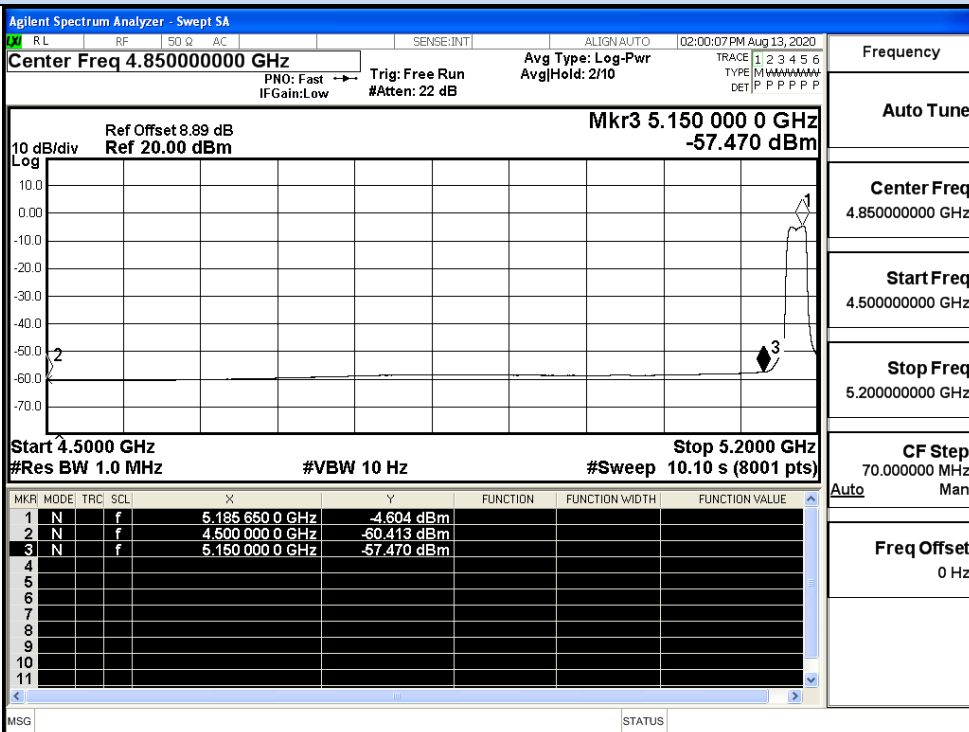 Agilent Spectrum Analyzer - Swept SA
LXI RL RF 50 Ω AC SENSE:INT ALIGN AUTO 02:00:07 PM Aug 13, 2020
Center Freq 4.850000000 GHz
PNO: Fast
IFGain:Low
Trig: Free Run
#Atten: 22 dB
Avg Type: Log-Pwr
Avg|Hold: 2/10
TRACE 1 2 3 4 5 6
TYPE M W W W W W
DET P P P P P P
Mkr3 5.150 000 0 GHz
-57.470 dBm
Ref Offset 8.89 dB
10 dB/div Ref 20.00 dBm
Log
10.0
0.00
-10.0
-20.0
-30.0
-40.0
-50.0
-60.0
-70.0
1
2
3
Start 4.5000 GHz Stop 5.2000 GHz
#Res BW 1.0 MHz #VBW 10 Hz #Sweep 10.10 s (8001 pts)
MKR MODE TRC SCL X Y FUNCTION FUNCTION WIDTH FUNCTION VALUE
1 N f 5.185 650 0 GHz -4.604 dBm
2 N f 4.500 000 0 GHz -60.413 dBm
3 N f 5.150 000 0 GHz -57.470 dBm
4
5
6
7
8
9
10
11
MSG STATUS
Frequency
Auto Tune
Center Freq
4.850000000 GHz
Start Freq
4.500000000 GHz
Stop Freq
5.200000000 GHz
CF Step
70.000000 MHz
Auto Man
Freq Offset
0 Hz